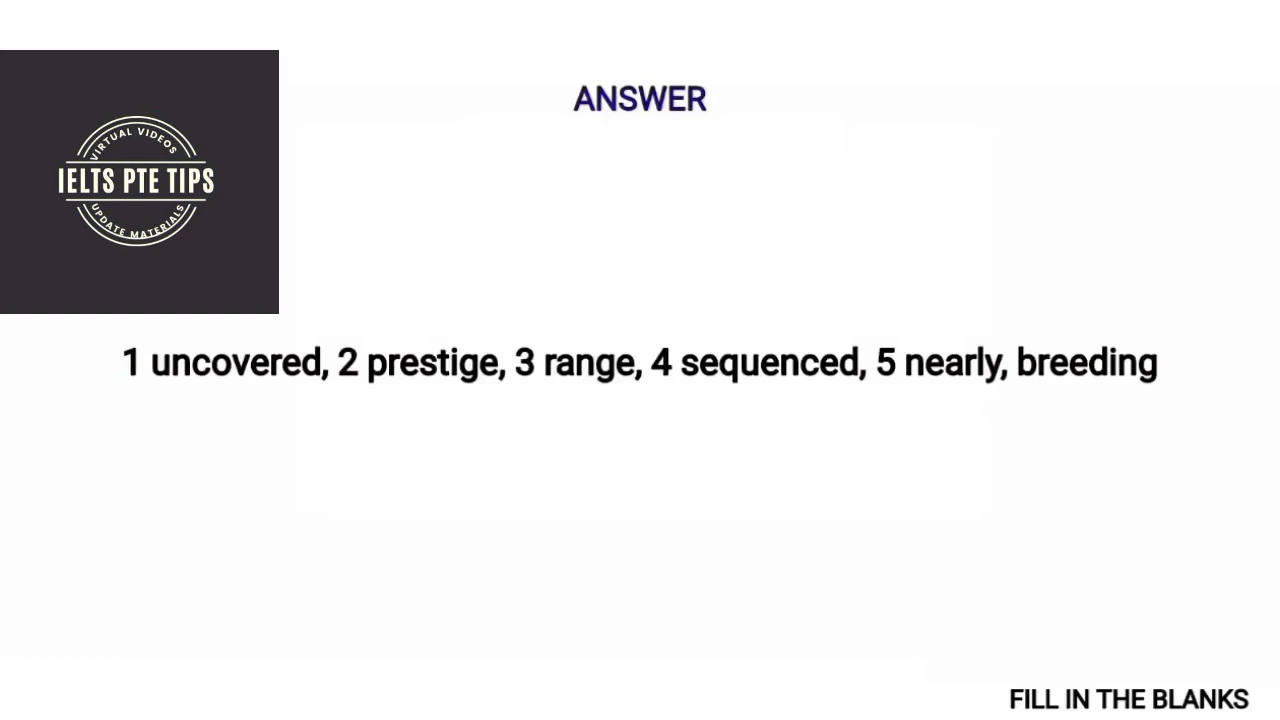 ANSWER
VIRTUAL VIDEOS
IELTS PTE TIPS
UPDATE MATERIALS
1 uncovered, 2 prestige, 3 range, 4 sequenced, 5 nearly, breeding
FILL IN THE BLANKS